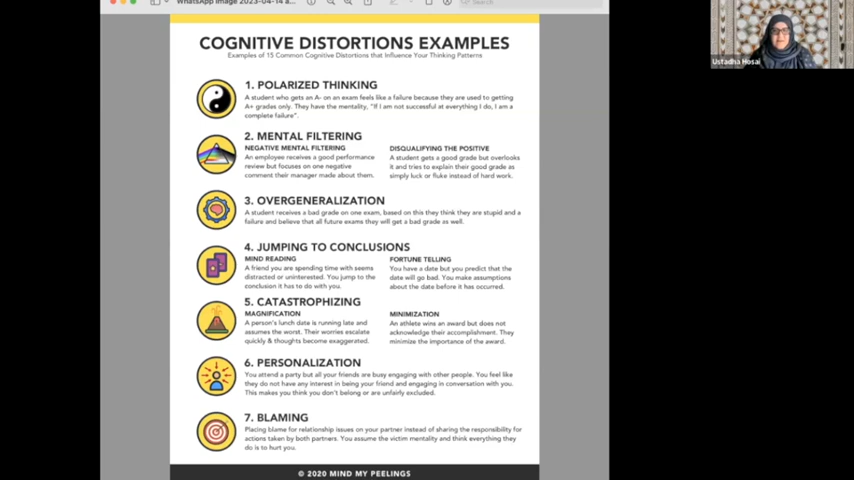 WhatsApp Image 2023-04-14 a...
Search
Ustadha Hosai
COGNITIVE DISTORTIONS EXAMPLES
Examples of 15 Common Cognitive Distortions that Influence Your Thinking Patterns
1. POLARIZED THINKING
A student who gets an A- on an exam feels like a failure because they are used to getting
A+ grades only. They have the mentality, "If I am not successful at everything I do, I am a
complete failure".
2. MENTAL FILTERING
NEGATIVE MENTAL FILTERING
An employee receives a good performance
review but focuses on one negative
comment their manager made about them.
DISQUALIFYING THE POSITIVE
A student gets a good grade but overlooks
it and tries to explain their good grade as
simply luck or fluke instead of hard work.
3. OVERGENERALIZATION
A student receives a bad grade on one exam, based on this they think they are stupid and a
failure and believe that all future exams they will get a bad grade as well.
4. JUMPING TO CONCLUSIONS
MIND READING
A friend you are spending time with seems
distracted or uninterested. You jump to the
conclusion it has to do with you.
FORTUNE TELLING
You have a date but you predict that the
date will go bad. You make assumptions
about the date before it has occurred.
5. CATASTROPHIZING
MAGNIFICATION
A person's lunch date is running late and
assumes the worst. Their worries escalate
quickly & thoughts become exaggerated.
MINIMIZATION
An athlete wins an award but does not
acknowledge their accomplishment. They
minimize the importance of the award.
6. PERSONALIZATION
You attend a party but all your friends are busy engaging with other people. You feel like
they do not have any interest in being your friend and engaging in conversation with you.
This makes you think you don't belong or are unfairly excluded.
7. BLAMING
Placing blame for relationship issues on your partner instead of sharing the responsibility for
actions taken by both partners. You assume the victim mentality and think everything they
do is to hurt you.
© 2020 MIND MY PEELINGS